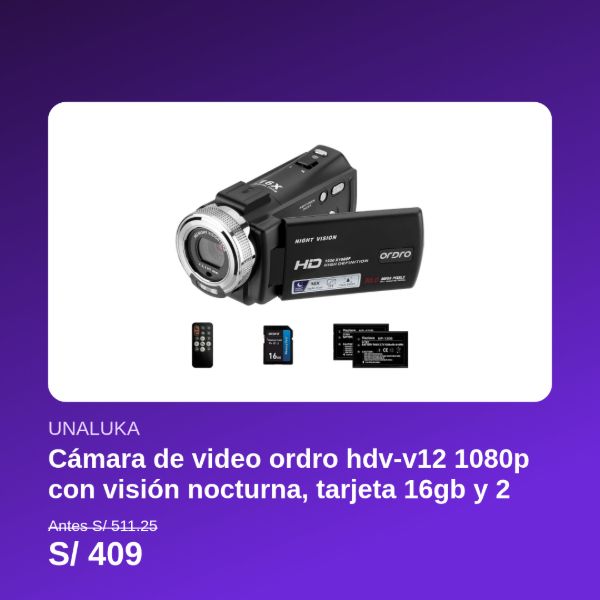 16X
NIGHT VISION
HD
HIGH DEFINITION
ORDRO
16GB
UNALUKA
Cámara de video ordro hdv-v12 1080p
con visión nocturna, tarjeta 16gb y 2
Antes S/ 511.25
S/ 409